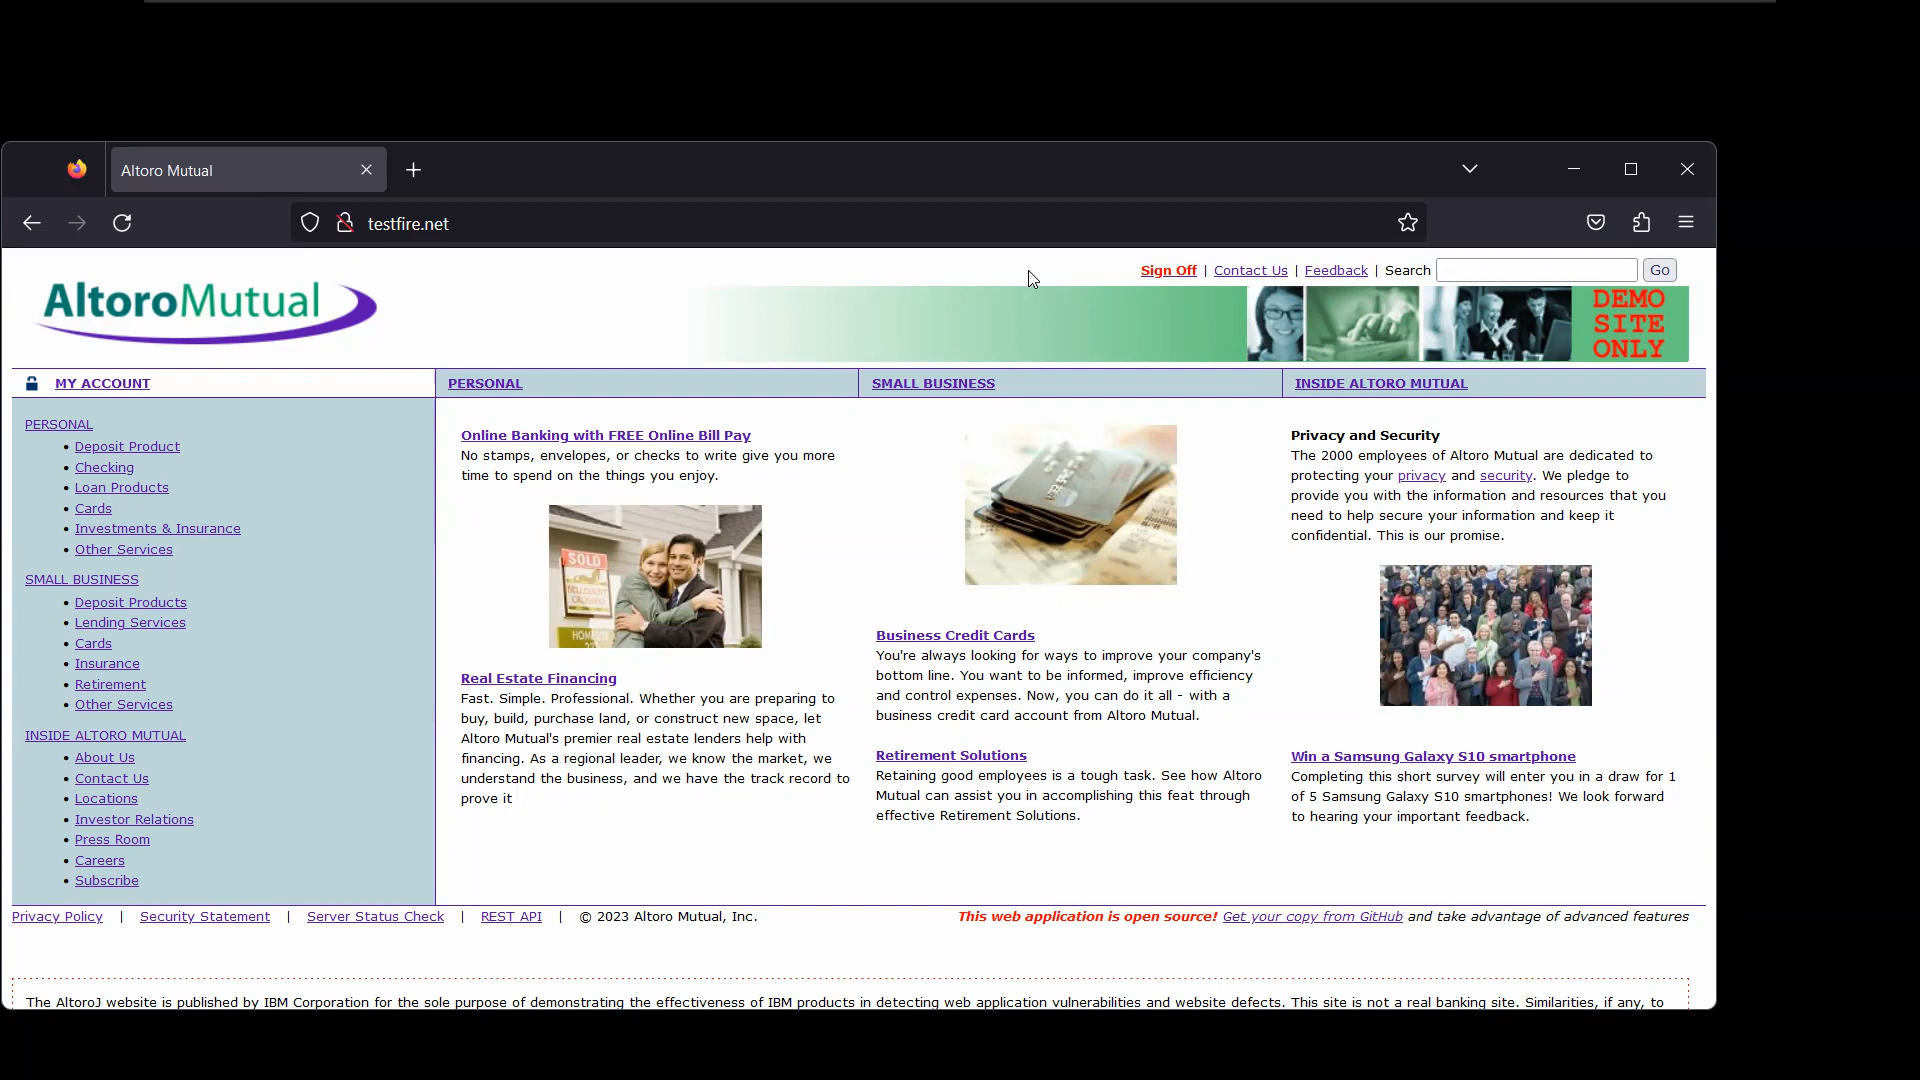 Altoro Mutual
testfire.net
Sign Off | Contact Us | Feedback | Search Go
AltoroMutual
DEMO
SITE
ONLY
MY ACCOUNT
PERSONAL
SMALL BUSINESS
INSIDE ALTORO MUTUAL
PERSONAL
Deposit Product
Checking
Loan Products
Cards
Investments & Insurance
Other Services
SMALL BUSINESS
Deposit Products
Lending Services
Cards
Insurance
Retirement
Other Services
INSIDE ALTORO MUTUAL
About Us
Contact Us
Locations
Investor Relations
Press Room
Careers
Subscribe
Online Banking with FREE Online Bill Pay
No stamps, envelopes, or checks to write give you more
time to spend on the things you enjoy.
SOLD
Real Estate Financing
Fast. Simple. Professional. Whether you are preparing to
buy, build, purchase land, or construct new space, let
Altoro Mutual's premier real estate lenders help with
financing. As a regional leader, we know the market, we
understand the business, and we have the track record to
prove it
Business Credit Cards
You're always looking for ways to improve your company's
bottom line. You want to be informed, improve efficiency
and control expenses. Now, you can do it all - with a
business credit card account from Altoro Mutual.
Retirement Solutions
Retaining good employees is a tough task. See how Altoro
Mutual can assist you in accomplishing this feat through
effective Retirement Solutions.
Privacy and Security
The 2000 employees of Altoro Mutual are dedicated to
protecting your privacy and security. We pledge to
provide you with the information and resources that you
need to help secure your information and keep it
confidential. This is our promise.
Win a Samsung Galaxy S10 smartphone
Completing this short survey will enter you in a draw for 1
of 5 Samsung Galaxy S10 smartphones! We look forward
to hearing your important feedback.
Privacy Policy | Security Statement | Server Status Check | REST API | © 2023 Altoro Mutual, Inc.
This web application is open source! Get your copy from GitHub and take advantage of advanced features
The AltoroJ website is published by IBM Corporation for the sole purpose of demonstrating the effectiveness of IBM products in detecting web application vulnerabilities and website defects. This site is not a real banking site. Similarities, if any, to